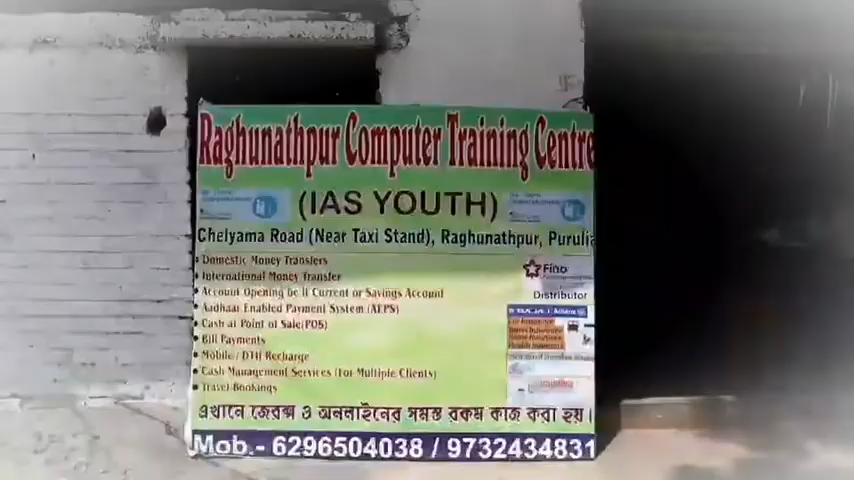 Raghunathpur Computer Training Centre
(IAS YOUTH)
Chelyama Road (Near Taxi Stand), Raghunathpur, Purulia
Domestic Money Transfers
International Money Transfer
Account Opening be it Current or Savings Account
Aadhaar Enabled Payment System (AEPS)
Cash at Point of Sale(POS)
Bill Payments
Mobile / DTH Recharge
Cash Management Services (For Multiple Clients)
Travel Bookings
Fino
Distributor
এখানে জেরক্স ও অনলাইনের সমস্ত রকম কাজ করা হয়।
Mob.- 6296504038 / 9732434831